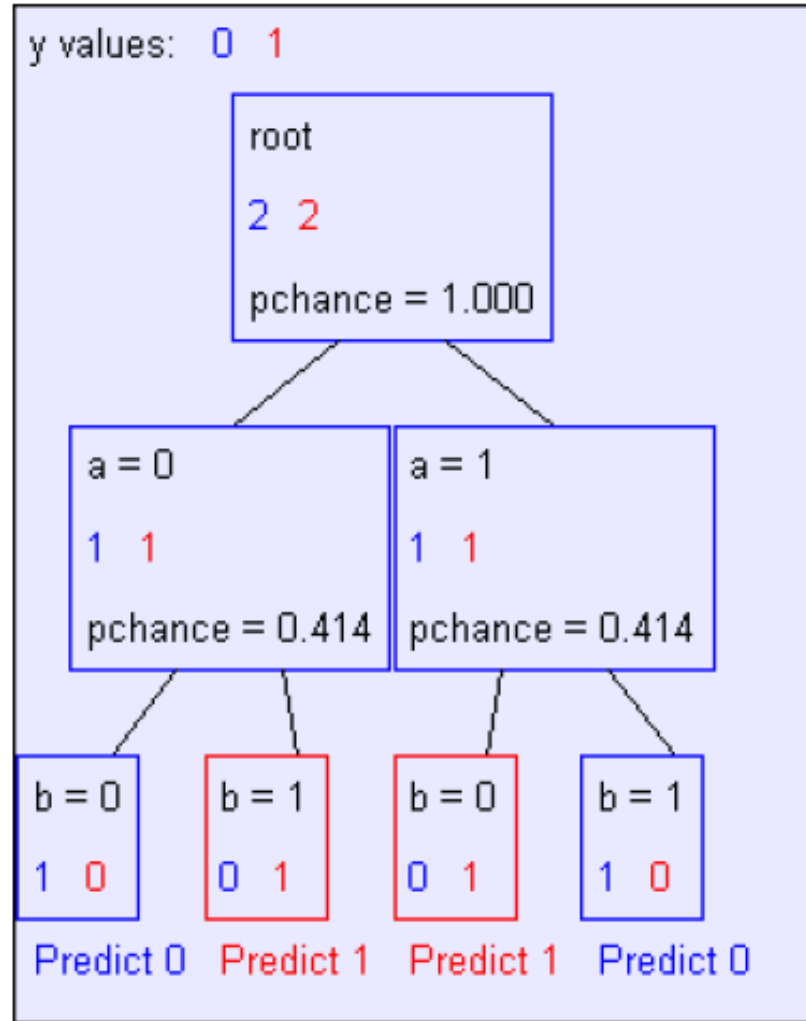 y values: 0 1
root
2 2
pchance = 1.000
a = 0
1 1
pchance = 0.414
a = 1
1 1
pchance = 0.414
b = 0
1 0
Predict 0
b = 1
0 1
Predict 1
b = 0
0 1
Predict 1
b = 1
1 0
Predict 0